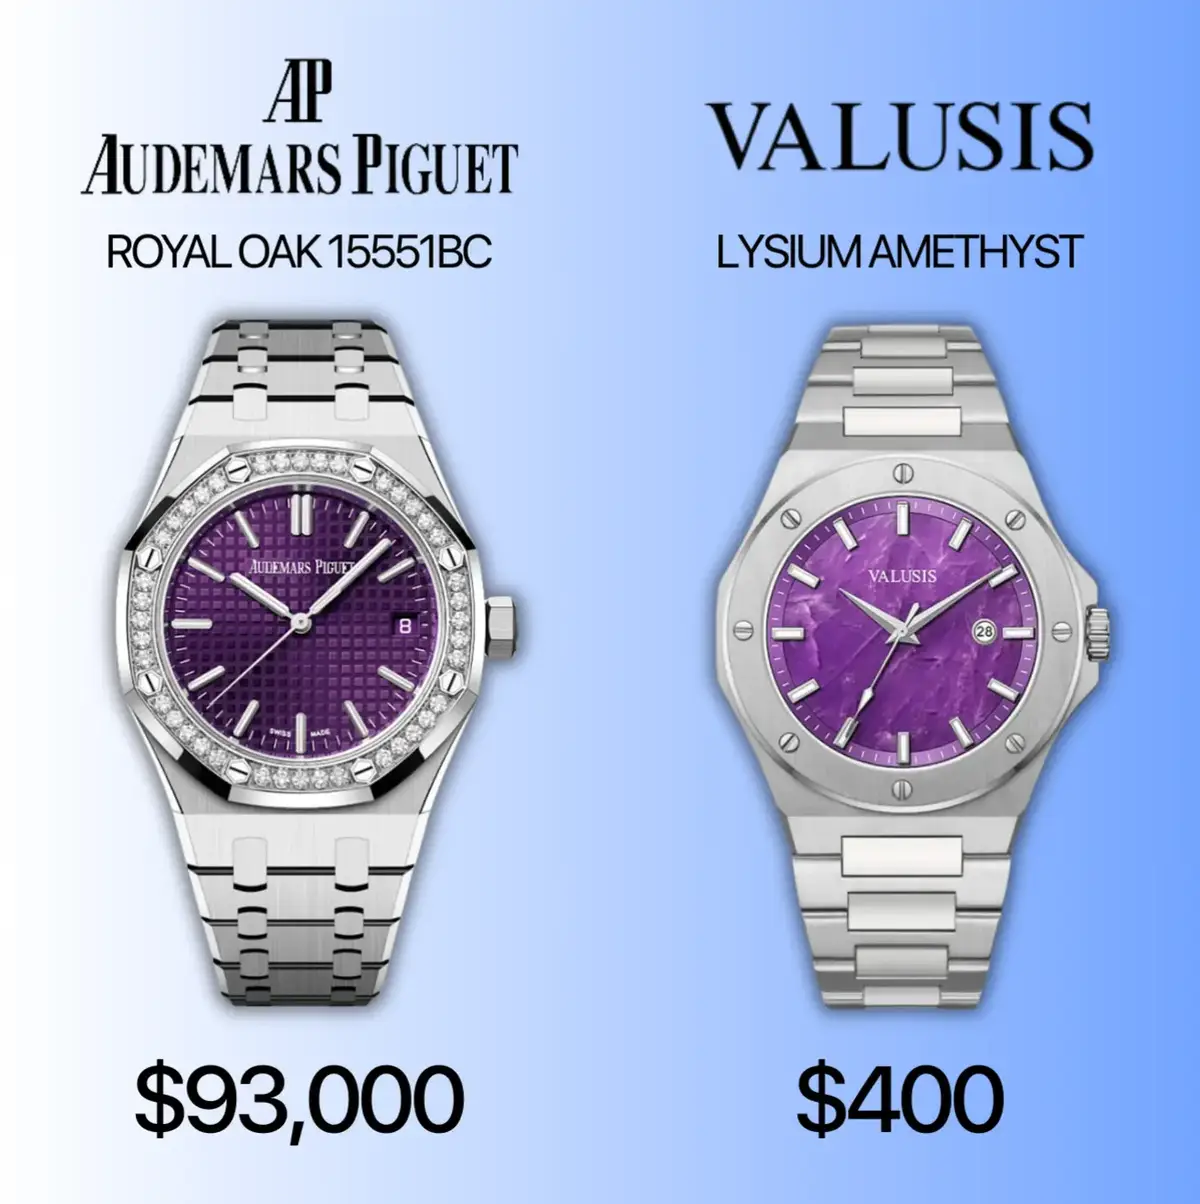 AP
AUDEMARS PIGUET
ROYAL OAK 15551BC
AUDEMARS PIGUET
8
SWISS MADE
$93,000
VALUSIS
LYSIUM AMETHYST
VALUSIS
28
$400